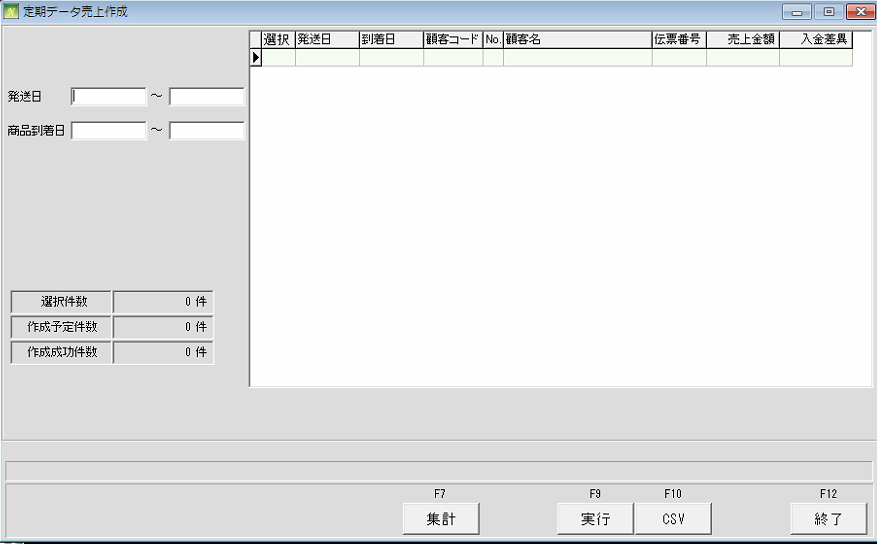 定期データ売上作成
選択 発送日 到着日 顧客コード No. 顧客名 伝票番号 売上金額 入金差異
発送日 ～
商品到着日 ～
選択件数 0 件
作成予定件数 0 件
作成成功件数 0 件
F7 F9 F10 F12
集計 実行 CSV 終了